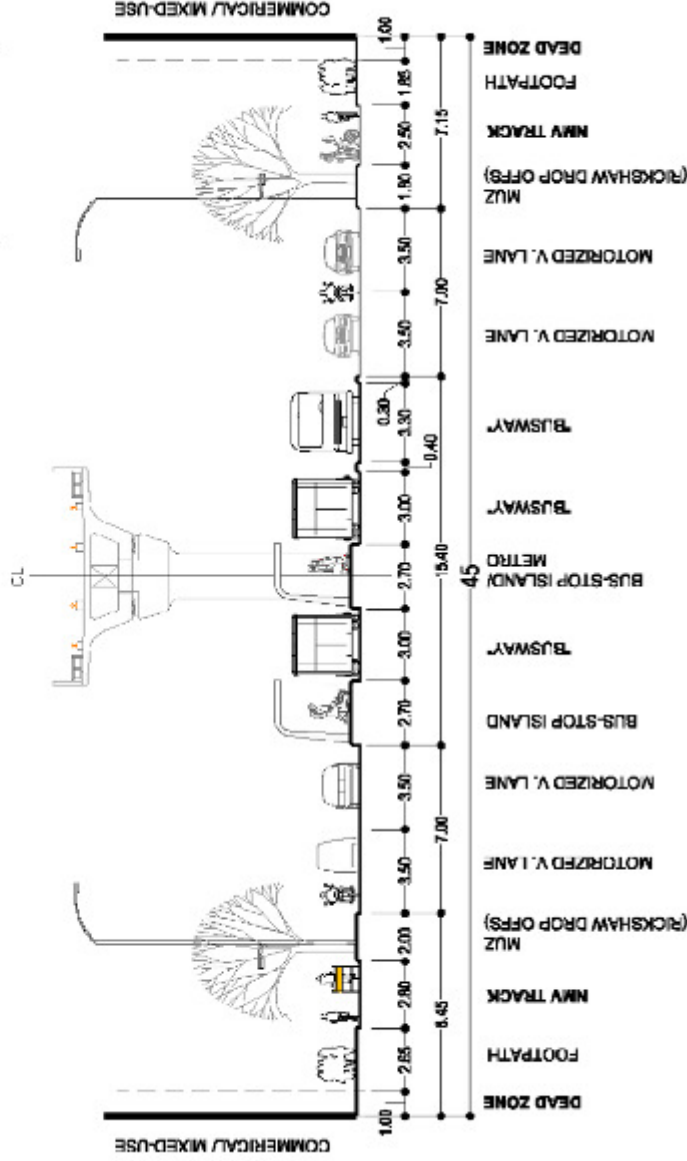 COMMERICAL/ MIXED-USE
CL
COMMERICAL/ MIXED-USE
1.00
2.65
2.80
2.00
3.50
3.50
2.70
3.00
2.70
3.00
0.40
3.30
0.30
3.50
3.50
1.80
2.50
1.85
1.00
8.45
7.00
15.40
7.00
7.15
45
DEAD ZONE
FOOTPATH
NMV TRACK
MUZ
(RICKSHAW DROP OFFS)
MOTORIZED V. LANE
MOTORIZED V. LANE
BUS-STOP ISLAND
"BUSWAY"
BUS-STOP ISLAND/
METRO
"BUSWAY"
"BUSWAY"
MOTORIZED V. LANE
MOTORIZED V. LANE
MUZ
(RICKSHAW DROP OFFS)
NMV TRACK
FOOTPATH
DEAD ZONE